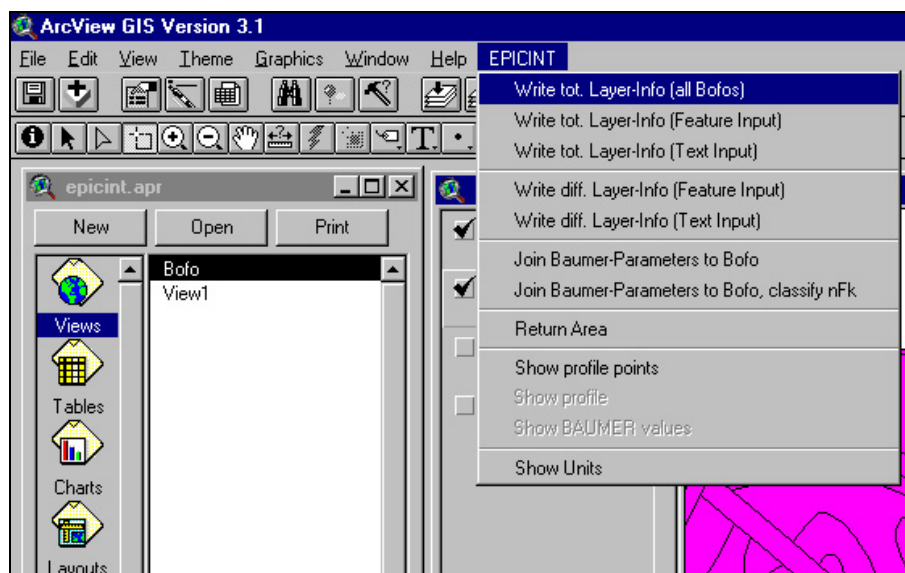 ArcView GIS Version 3.1
File Edit View Theme Graphics Window Help EPICINT
Write tot. Layer-Info (all Bofos)
Write tot. Layer-Info (Feature Input)
Write tot. Layer-Info (Text Input)
Write diff. Layer-Info (Feature Input)
Write diff. Layer-Info (Text Input)
Join Baumer-Parameters to Bofo
Join Baumer-Parameters to Bofo, classify nFk
Return Area
Show profile points
Show profile
Show BAUMER values
Show Units
T
epicint.apr
New Open Print
Bofo
View1
Views
Tables
Charts
Layouts